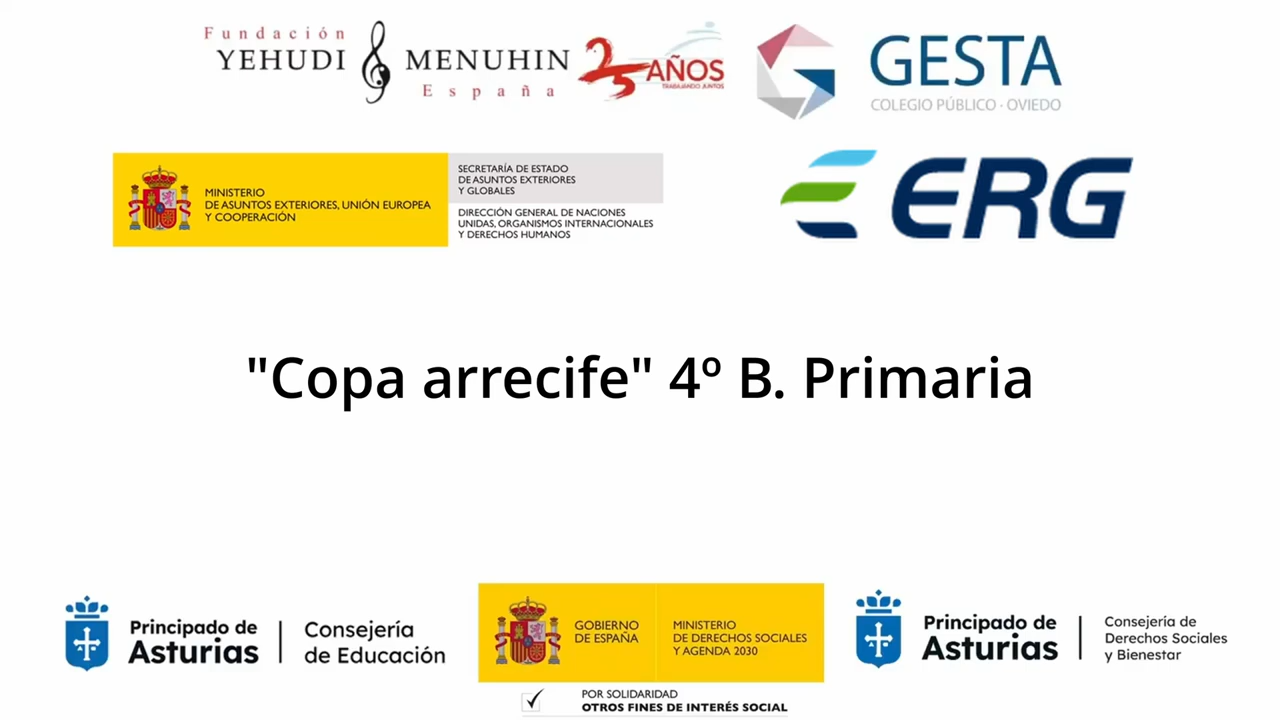 Fundación
YEHUDI MENUHIN
España
25 AÑOS
TRABAJANDO JUNTOS
GESTA
COLEGIO PÚBLICO · OVIEDO
MINISTERIO
DE ASUNTOS EXTERIORES, UNIÓN EUROPEA
Y COOPERACIÓN
SECRETARÍA DE ESTADO
DE ASUNTOS EXTERIORES
Y GLOBALES
DIRECCIÓN GENERAL DE NACIONES
UNIDAS, ORGANISMOS INTERNACIONALES
Y DERECHOS HUMANOS
ERG
"Copa arrecife" 4º B. Primaria
Principado de
Asturias
Consejería
de Educación
GOBIERNO
DE ESPAÑA
MINISTERIO
DE DERECHOS SOCIALES
Y AGENDA 2030
POR SOLIDARIDAD
OTROS FINES DE INTERÉS SOCIAL
Principado de
Asturias
Consejería de
Derechos Sociales
y Bienestar